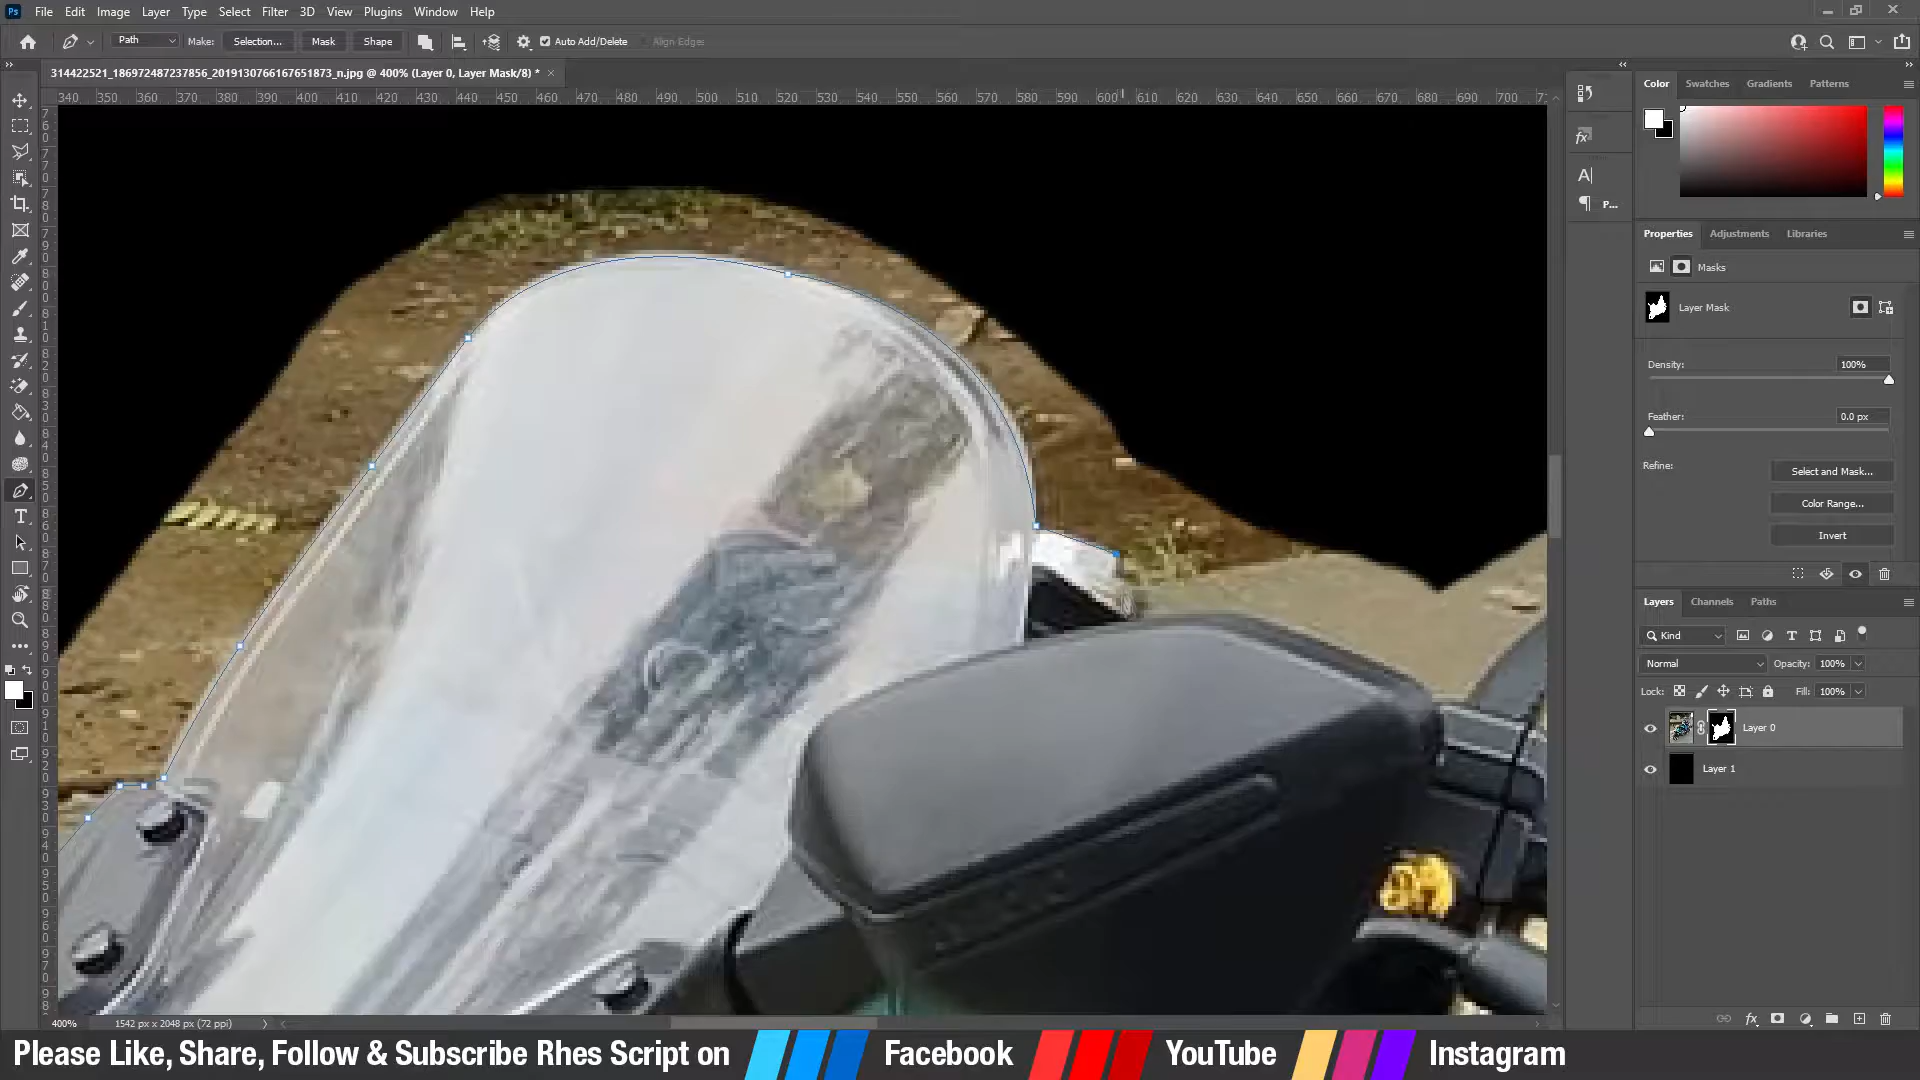 Ps File Edit Image Layer Type Select Filter 3D View Plugins Window Help
Path Make: Selection... Mask Shape Auto Add/Delete Align Edges
314422521_186972487237856_2019130766167651873_n.jpg @ 400% (Layer 0, Layer Mask/8) *
340 350 360 370 380 390 400 410 420 430 440 450 460 470 480 490 500 510 520 530 540 550 560 570 580 590 600 610 620 630 640 650 660 670 680 690 700
Color Swatches Gradients Patterns
Properties Adjustments Libraries
Masks
Layer Mask
Density: 100%
Feather: 0.0 px
Refine:
Select and Mask...
Color Range...
Invert
Layers Channels Paths
Kind
Normal Opacity: 100%
Lock: Fill: 100%
Layer 0
Layer 1
fx
A|
P...
400% 1542 px x 2048 px (72 ppi)
Please Like, Share, Follow & Subscribe Rhes Script on Facebook YouTube Instagram